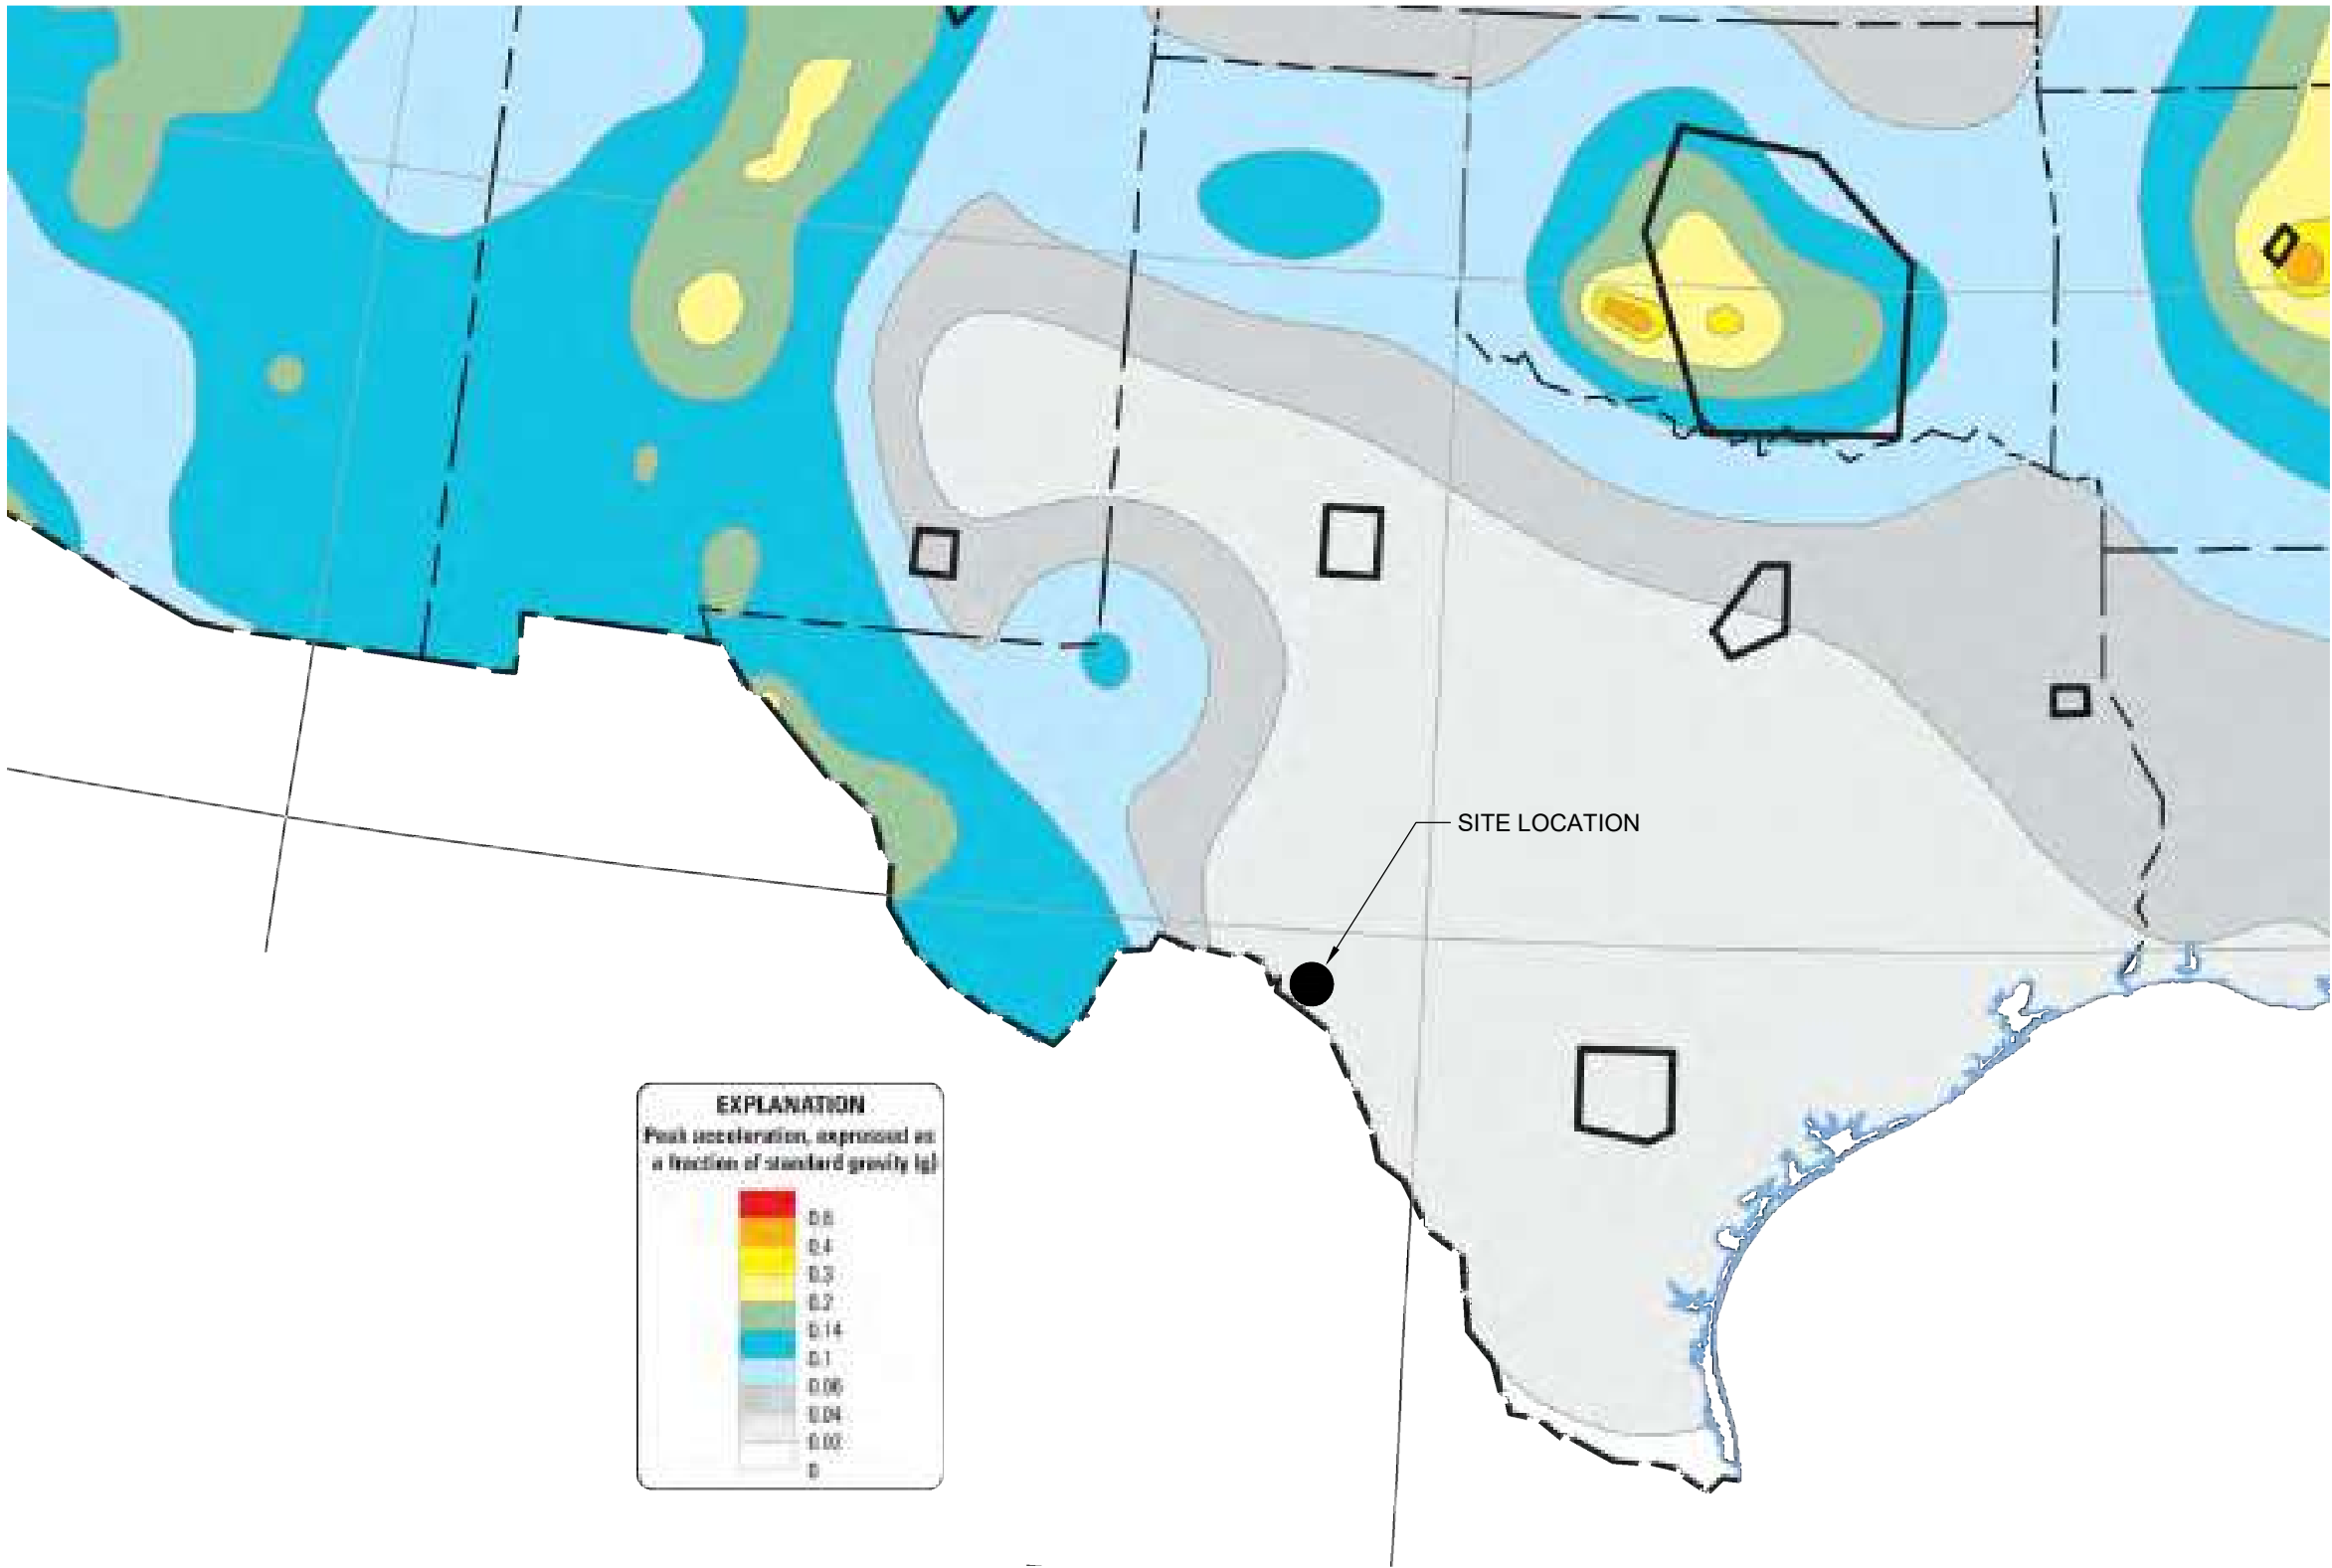 SITE LOCATION
EXPLANATION
Peak acceleration, expressed as
a fraction of standard gravity (g)
0.8
0.4
0.3
0.2
0.14
0.1
0.06
0.04
0.02
0